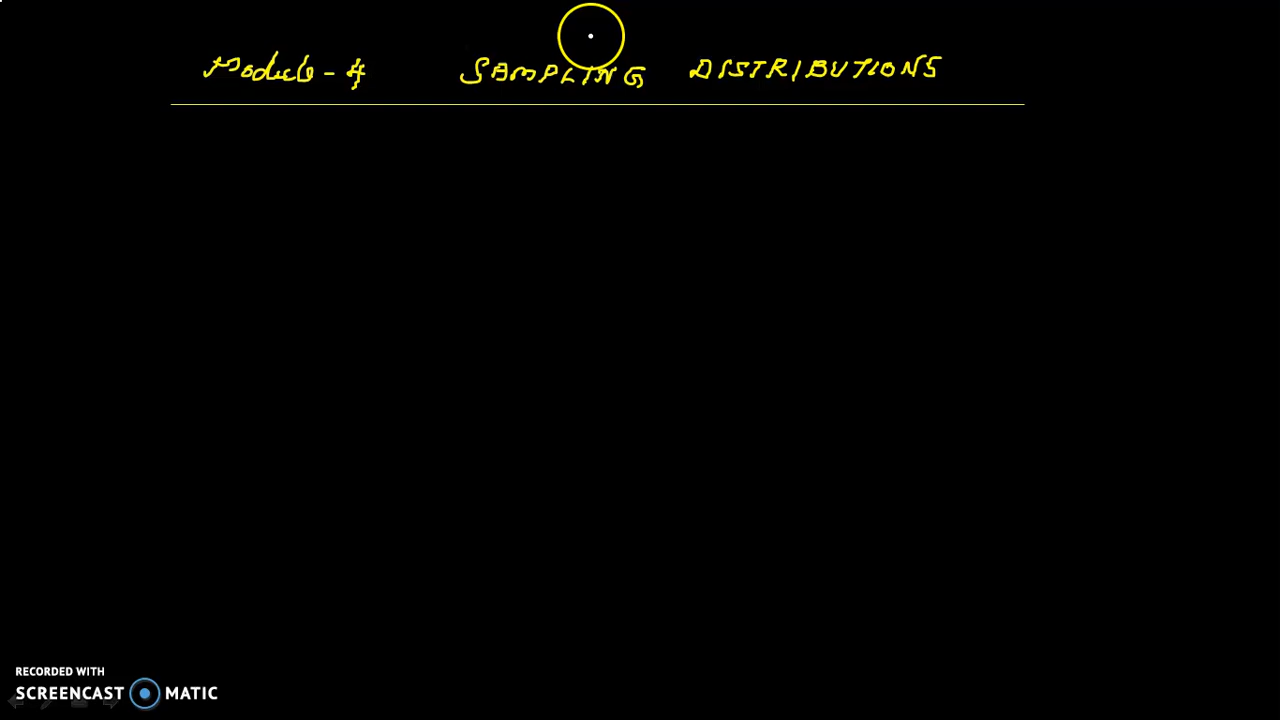 Module - 4 SAMPLING DISTRIBUTIONS
RECORDED WITH
SCREENCAST MATIC